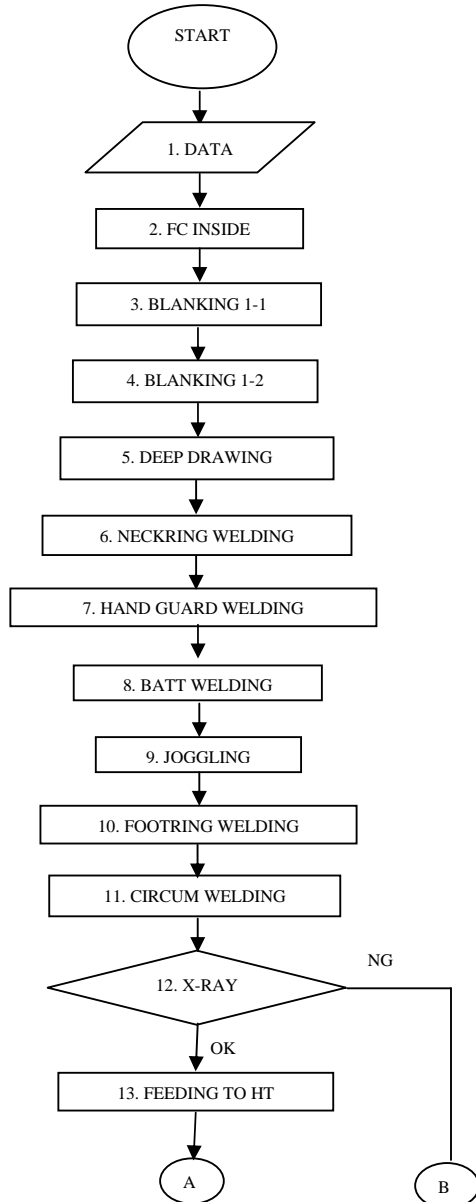 START
1. DATA
2. FC INSIDE
3. BLANKING 1-1
4. BLANKING 1-2
5. DEEP DRAWING
6. NECKRING WELDING
7. HAND GUARD WELDING
8. BATT WELDING
9. JOGGLING
10. FOOTRING WELDING
11. CIRCUM WELDING
12. X-RAY
NG
OK
13. FEEDING TO HT
A
B